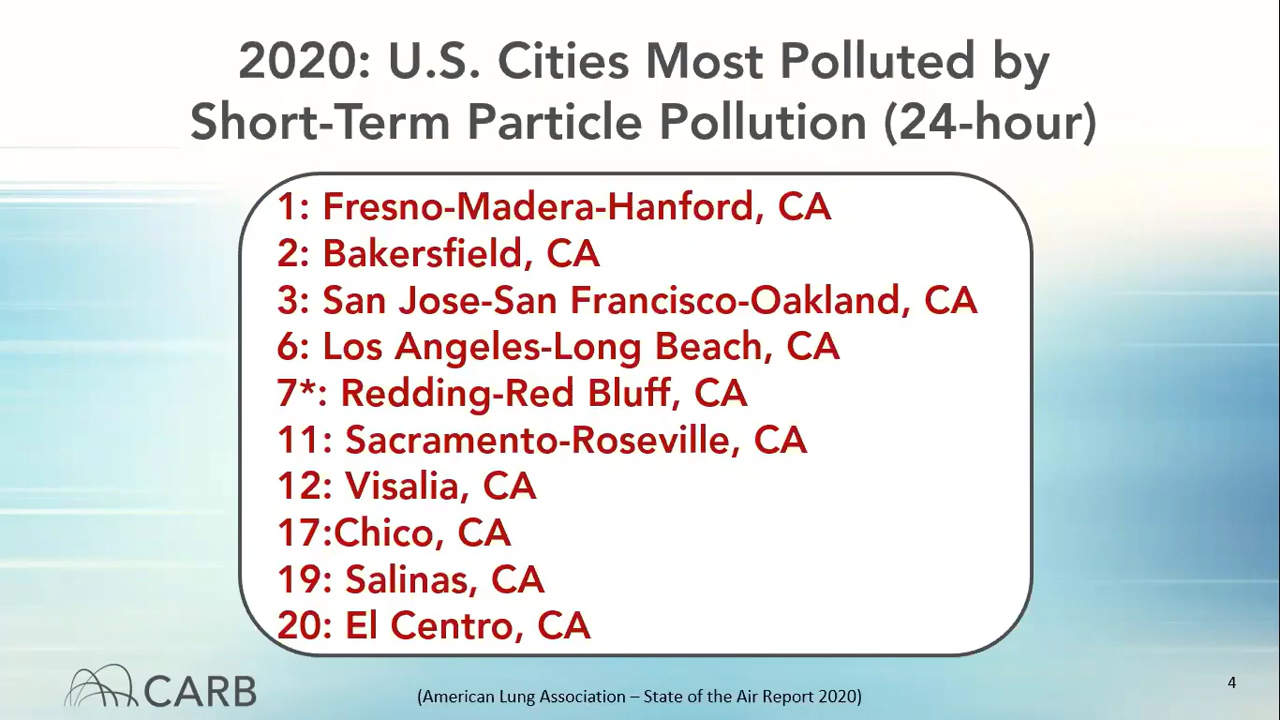 2020: U.S. Cities Most Polluted by
Short-Term Particle Pollution (24-hour)
1: Fresno-Madera-Hanford, CA
2: Bakersfield, CA
3: San Jose-San Francisco-Oakland, CA
6: Los Angeles-Long Beach, CA
7*: Redding-Red Bluff, CA
11: Sacramento-Roseville, CA
12: Visalia, CA
17:Chico, CA
19: Salinas, CA
20: El Centro, CA
CARB
(American Lung Association – State of the Air Report 2020)
4